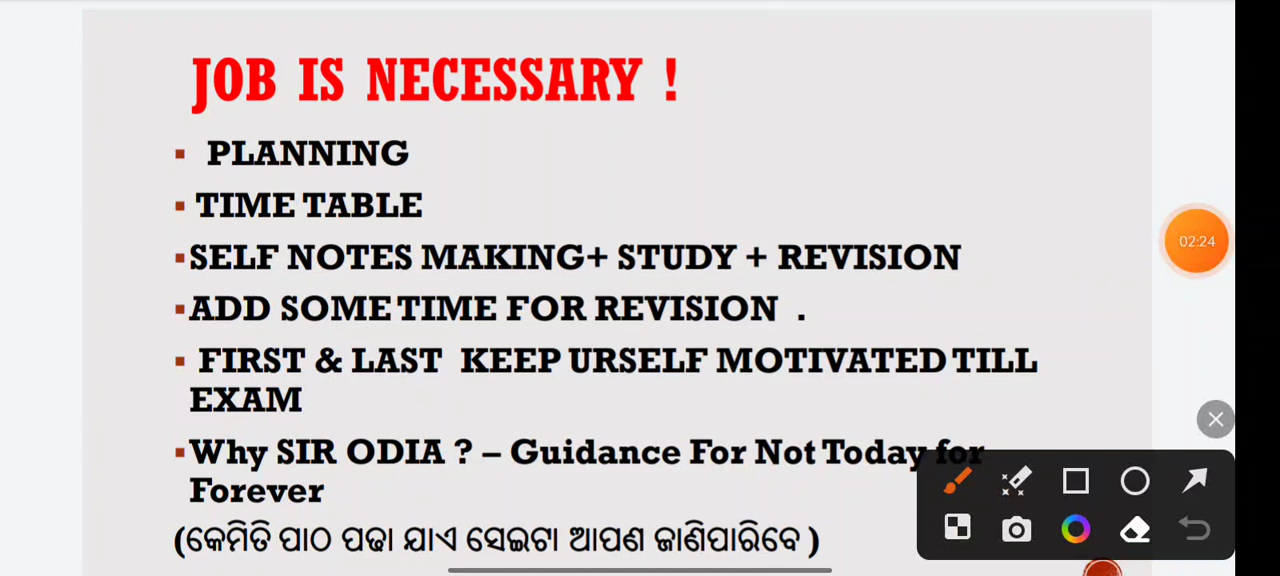 JOB IS NECESSARY !
PLANNING
TIME TABLE
SELF NOTES MAKING+ STUDY + REVISION
ADD SOME TIME FOR REVISION .
FIRST & LAST KEEP URSELF MOTIVATED TILL
EXAM
Why SIR ODIA ? – Guidance For Not Today for
Forever
(କେମିତି ପାଠ ପଢା ଯାଏ ସେଇଟା ଆପଣ ଜାଣିପାରିବେ )
02:24